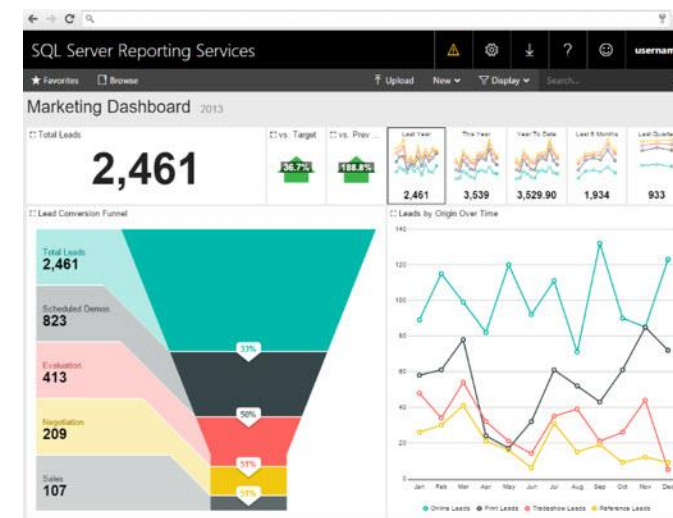 SQL Server Reporting Services
? usernam
Favorites Browse Upload New Display Search...
Marketing Dashboard 2013
Total Leads
2,461
vs. Target
36.7%
vs. Prev ...
188.8%
Last Year This Year Year To Date Last 6 Months Last Quarte
2,461 3,539 3,529.90 1,934 933
Lead Conversion Funnel
Total Leads
2,461
Scheduled Demos
823
Evaluation
413
Negotiation
209
Sales
107
33%
50%
51%
51%
Leads by Origin Over Time
140
120
100
80
60
40
20
0
Jan Feb Mar Apr May Jun Jul Aug Sep Oct Nov Dec
Online Leads Print Leads Tradeshow Leads Reference Leads